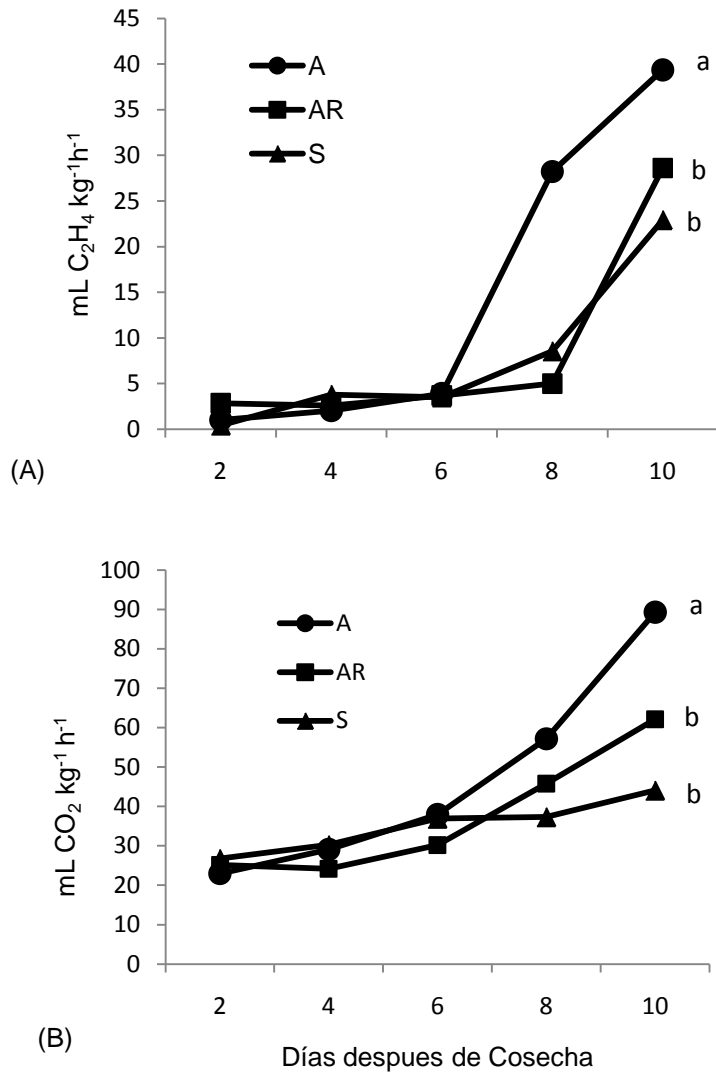 45
40
35
30
25
20
15
10
5
0
mL C₂H₄ kg⁻¹h⁻¹
A
AR
S
a
b
b
2 4 6 8 10
(A)
100
90
80
70
60
50
40
30
20
10
0
mL CO₂ kg⁻¹ h⁻¹
A
AR
S
a
b
b
2 4 6 8 10
(B)
Días despues de Cosecha